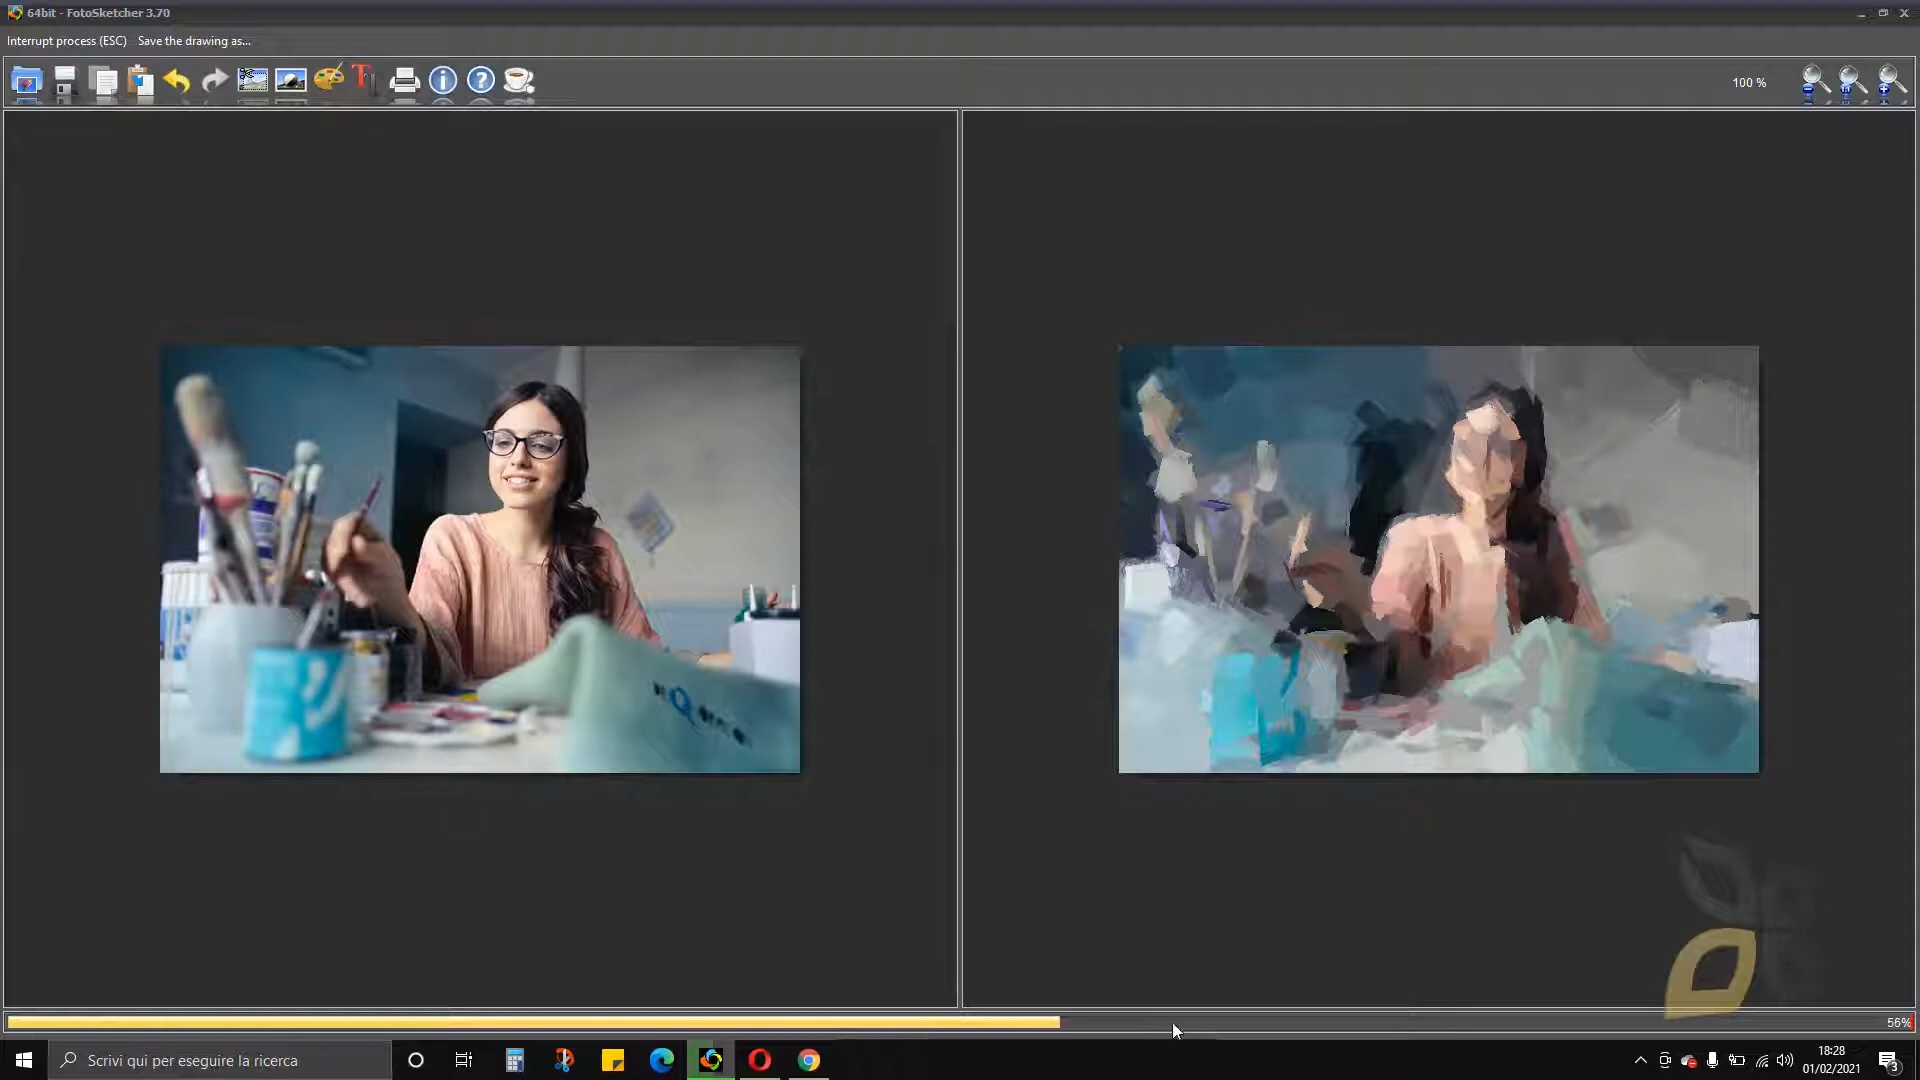 64bit - FotoSketcher 3.70
Interrupt process (ESC) Save the drawing as...
100 %
56%
Scrivi qui per eseguire la ricerca
18:28
01/02/2021
3